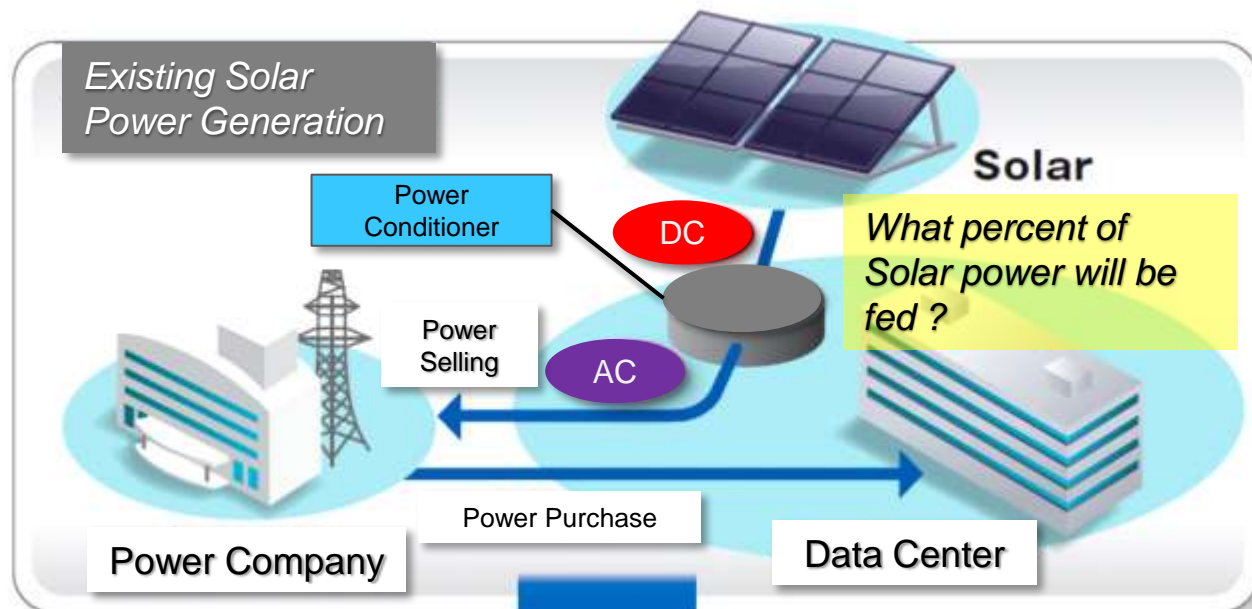 Existing Solar
Power Generation
Solar
Power
Conditioner
DC
What percent of
Solar power will be
fed ?
Power
Selling
AC
Power Purchase
Power Company
Data Center